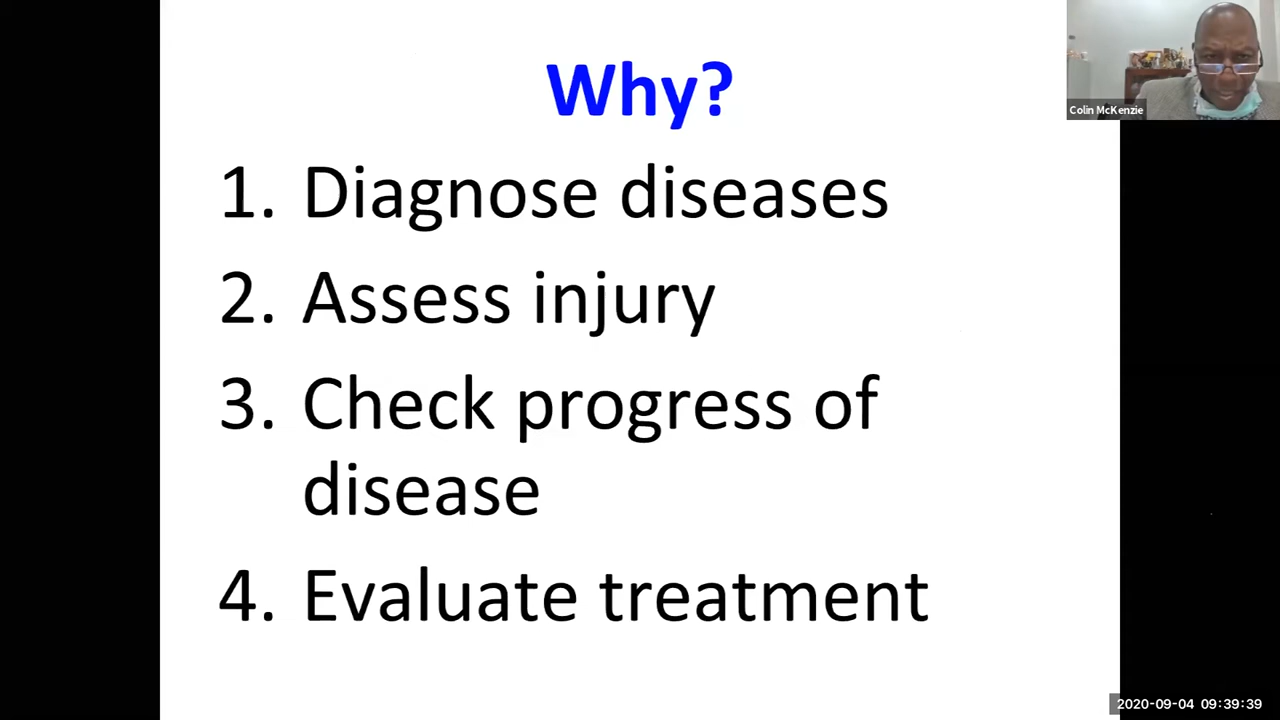 Why?
1. Diagnose diseases
2. Assess injury
3. Check progress of
disease
4. Evaluate treatment
Colin McKenzie
2020-09-04 09:39:39